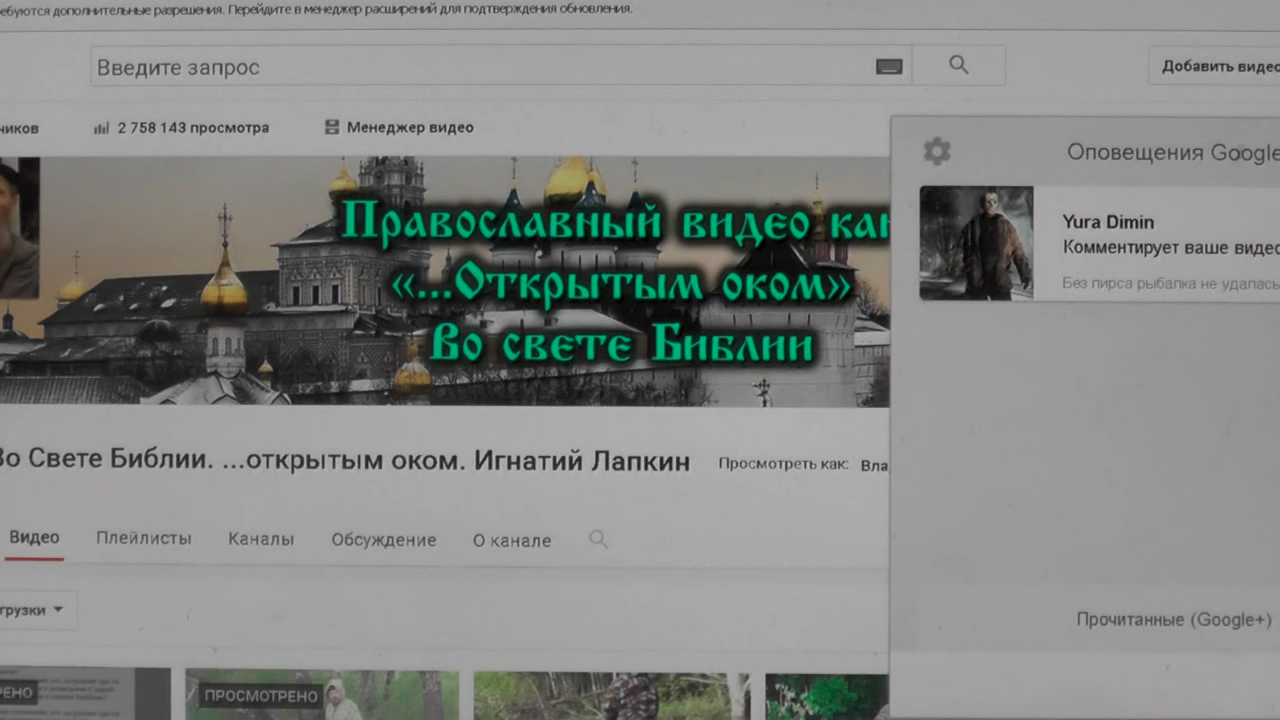 ебуются дополнительные разрешения. Перейдите в менеджер расширений для подтверждения обновления.
Введите запрос
Добавить видео
чиков
2 758 143 просмотра
Менеджер видео
Оповещения Google
Православный видео кан
«...Открытым оком»
Во свете Библии
Yura Dimin
Комментирует ваше видео
Без пирса рыбалка не удалась
Во Свете Библии. ...открытым оком. Игнатий Лапкин
Просмотреть как: Вла
Видео
Плейлисты
Каналы
Обсуждение
О канале
грузки
Прочитанные (Google+)
РЕНО
ПРОСМОТРЕНО